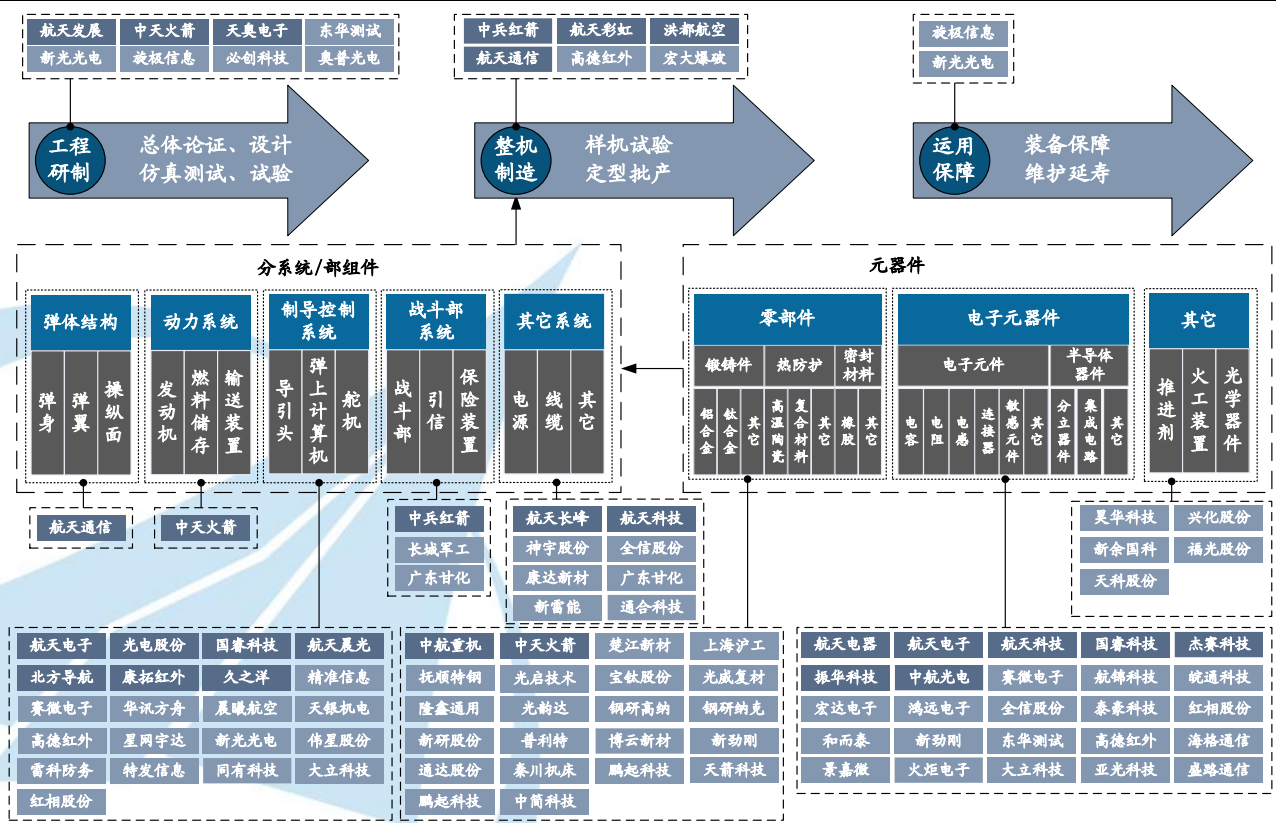 航天发展 中天火箭 天奥电子 东华测试
新光光电 旋极信息 必创科技 奥普光电
中兵红箭 航天彩虹 洪都航空
航天通信 高德红外 宏大爆破
旋极信息
新光光电
工程
研制
总体论证、设计
仿真测试、试验
整机
制造
样机试验
定型批产
运用
保障
装备保障
维护延寿
分系统/部组件
弹体结构
弹身
弹翼
操纵面
动力系统
发动机
燃料储存
输送装置
制导控制
系统
导引头
弹上计算机
舵机
战斗部
系统
战斗部
引信
保险装置
其它系统
电源
线缆
其它
元器件
零部件
锻铸件
热防护
密封
材料
铝合金
钛合金
其它
高温陶瓷
复合材料
其它
橡胶
其它
电子元器件
电子元件
半导体
器件
电容
电阻
电感
连接器
敏感元件
其它
分立器件
集成电路
其它
其它
推进剂
火工装置
光学器件
航天通信
中天火箭
中兵红箭
长城军工
广东甘化
航天长峰 航天科技
神宇股份 全信股份
康达新材 广东甘化
新雷能 通合科技
昊华科技 兴化股份
新余国科 福光股份
天科股份
航天电子 光电股份 国睿科技 航天晨光
北方导航 康拓红外 久之洋 精准信息
赛微电子 华讯方舟 晨曦航空 天银机电
高德红外 星网宇达 新光光电 伟星股份
雷科防务 特发信息 同有科技 大立科技
红相股份
中航重机 中天火箭 楚江新材 上海沪工
抚顺特钢 光启技术 宝钛股份 光威复材
隆鑫通用 光韵达 钢研高纳 钢研纳克
新研股份 普利特 博云新材 新劲刚
通达股份 秦川机床 鹏起科技 天箭科技
鹏起科技 中简科技
航天电器 航天电子 航天科技 国睿科技 杰赛科技
振华科技 中航光电 赛微电子 航锦科技 皖通科技
宏达电子 鸿远电子 全信股份 泰豪科技 红相股份
和而泰 新劲刚 东华测试 高德红外 海格通信
景嘉微 火炬电子 大立科技 亚光科技 盛路通信